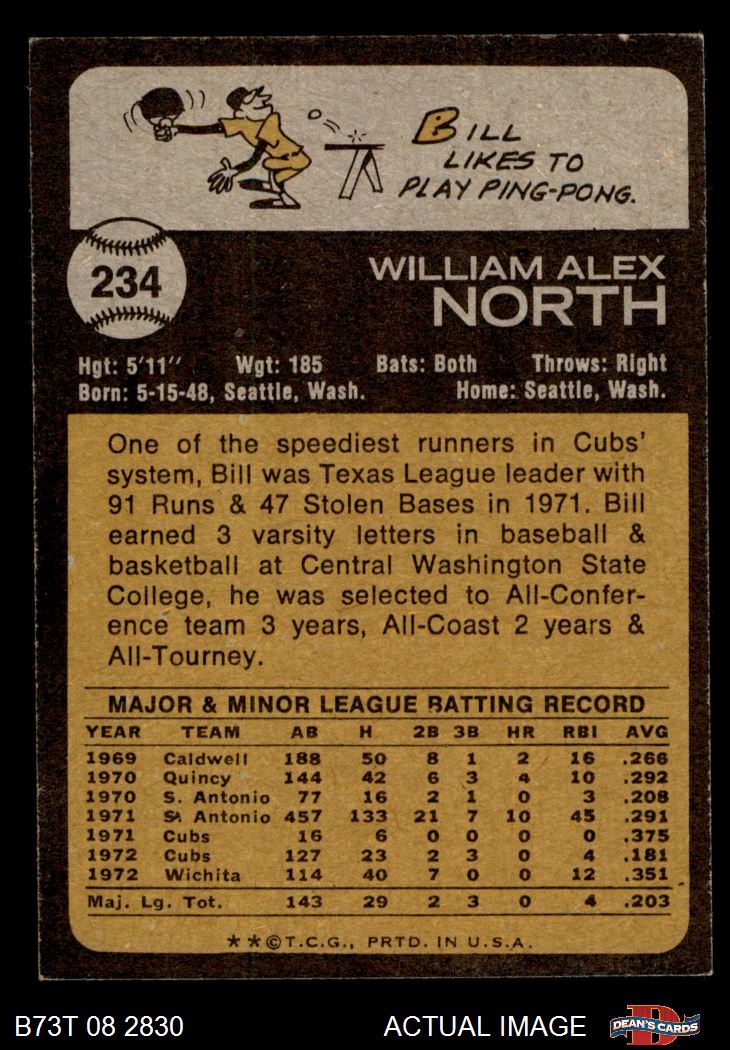 BILL
LIKES TO
PLAY PING-PONG.
234
WILLIAM ALEX
NORTH
Hgt: 5'11" Wgt: 185 Bats: Both Throws: Right
Born: 5-15-48, Seattle, Wash. Home: Seattle, Wash.
One of the speediest runners in Cubs'
system, Bill was Texas League leader with
91 Runs & 47 Stolen Bases in 1971. Bill
earned 3 varsity letters in baseball &
basketball at Central Washington State
College, he was selected to All-Confer-
ence team 3 years, All-Coast 2 years &
All-Tourney.
MAJOR & MINOR LEAGUE BATTING RECORD
YEAR TEAM AB H 2B 3B HR RBI AVG
1969 Caldwell 188 50 8 1 2 16 .266
1970 Quincy 144 42 6 3 4 10 .292
1970 S. Antonio 77 16 2 1 0 3 .208
1971 S. Antonio 457 133 21 7 10 45 .291
1971 Cubs 16 6 0 0 0 0 .375
1972 Cubs 127 23 2 3 0 4 .181
1972 Wichita 114 40 7 0 0 12 .351
Maj. Lg. Tot. 143 29 2 3 0 4 .203
**©T.C.G., PRTD. IN U.S.A.
B73T 08 2830 ACTUAL IMAGE
D
DEAN'S CARDS